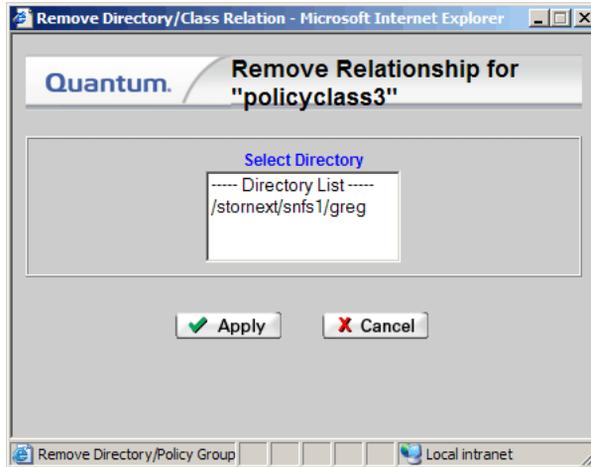 Remove Directory/Class Relation - Microsoft Internet Explorer
Quantum.
Remove Relationship for
"policyclass3"
Select Directory
----- Directory List -----
/stornext/snfs1/greg
Apply
Cancel
Remove Directory/Policy Group
Local intranet